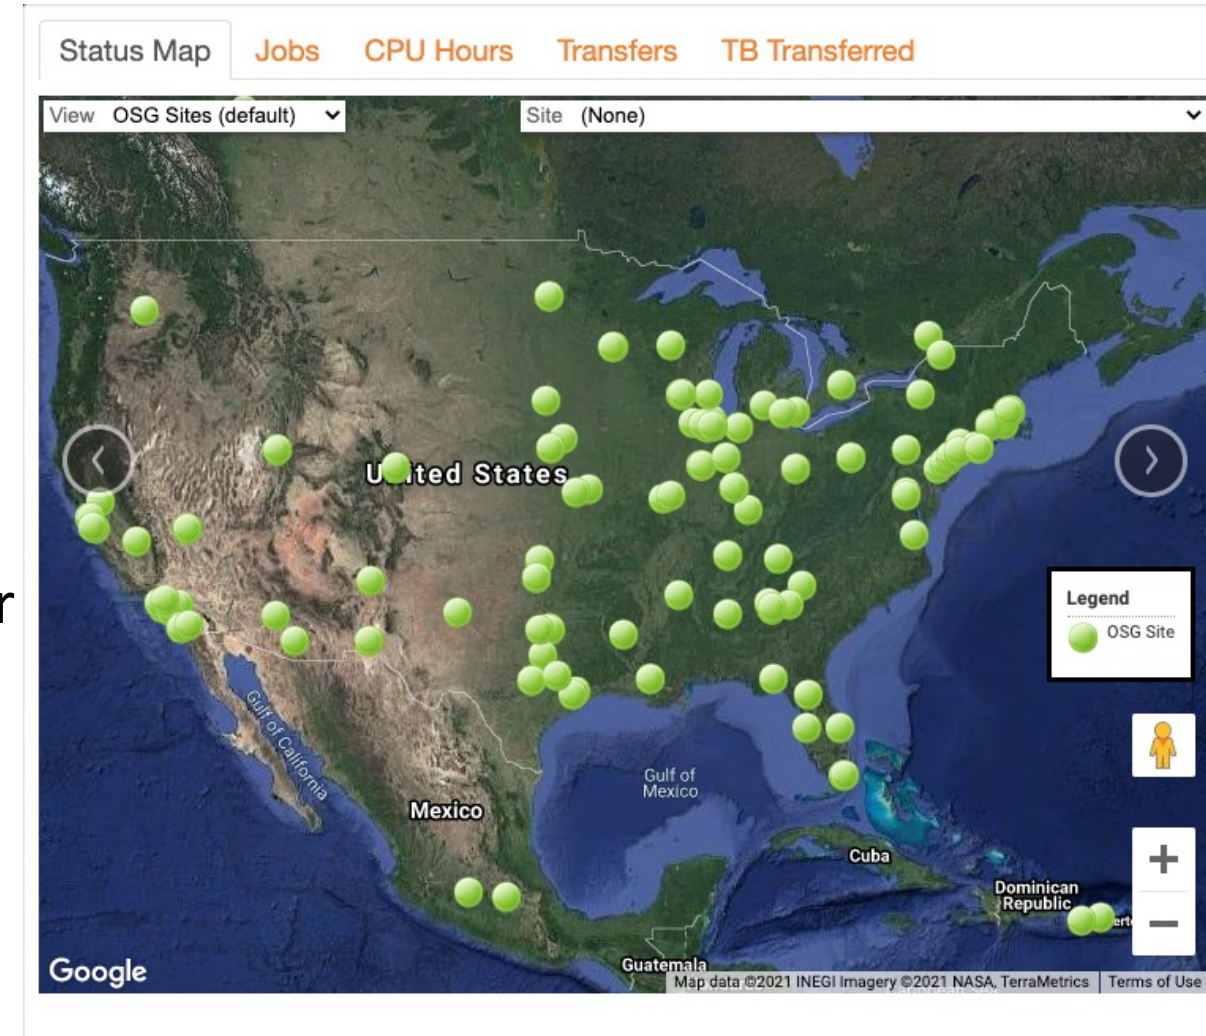 Status Map Jobs CPU Hours Transfers TB Transferred
View OSG Sites (default) Site (None)
United States
r
Legend
OSG Site
Gulf of California
Gulf of
Mexico
Mexico
Cuba
Dominican
Republic
Guatemala
Google
Map data ©2021 INEGI Imagery ©2021 NASA, TerraMetrics Terms of Use